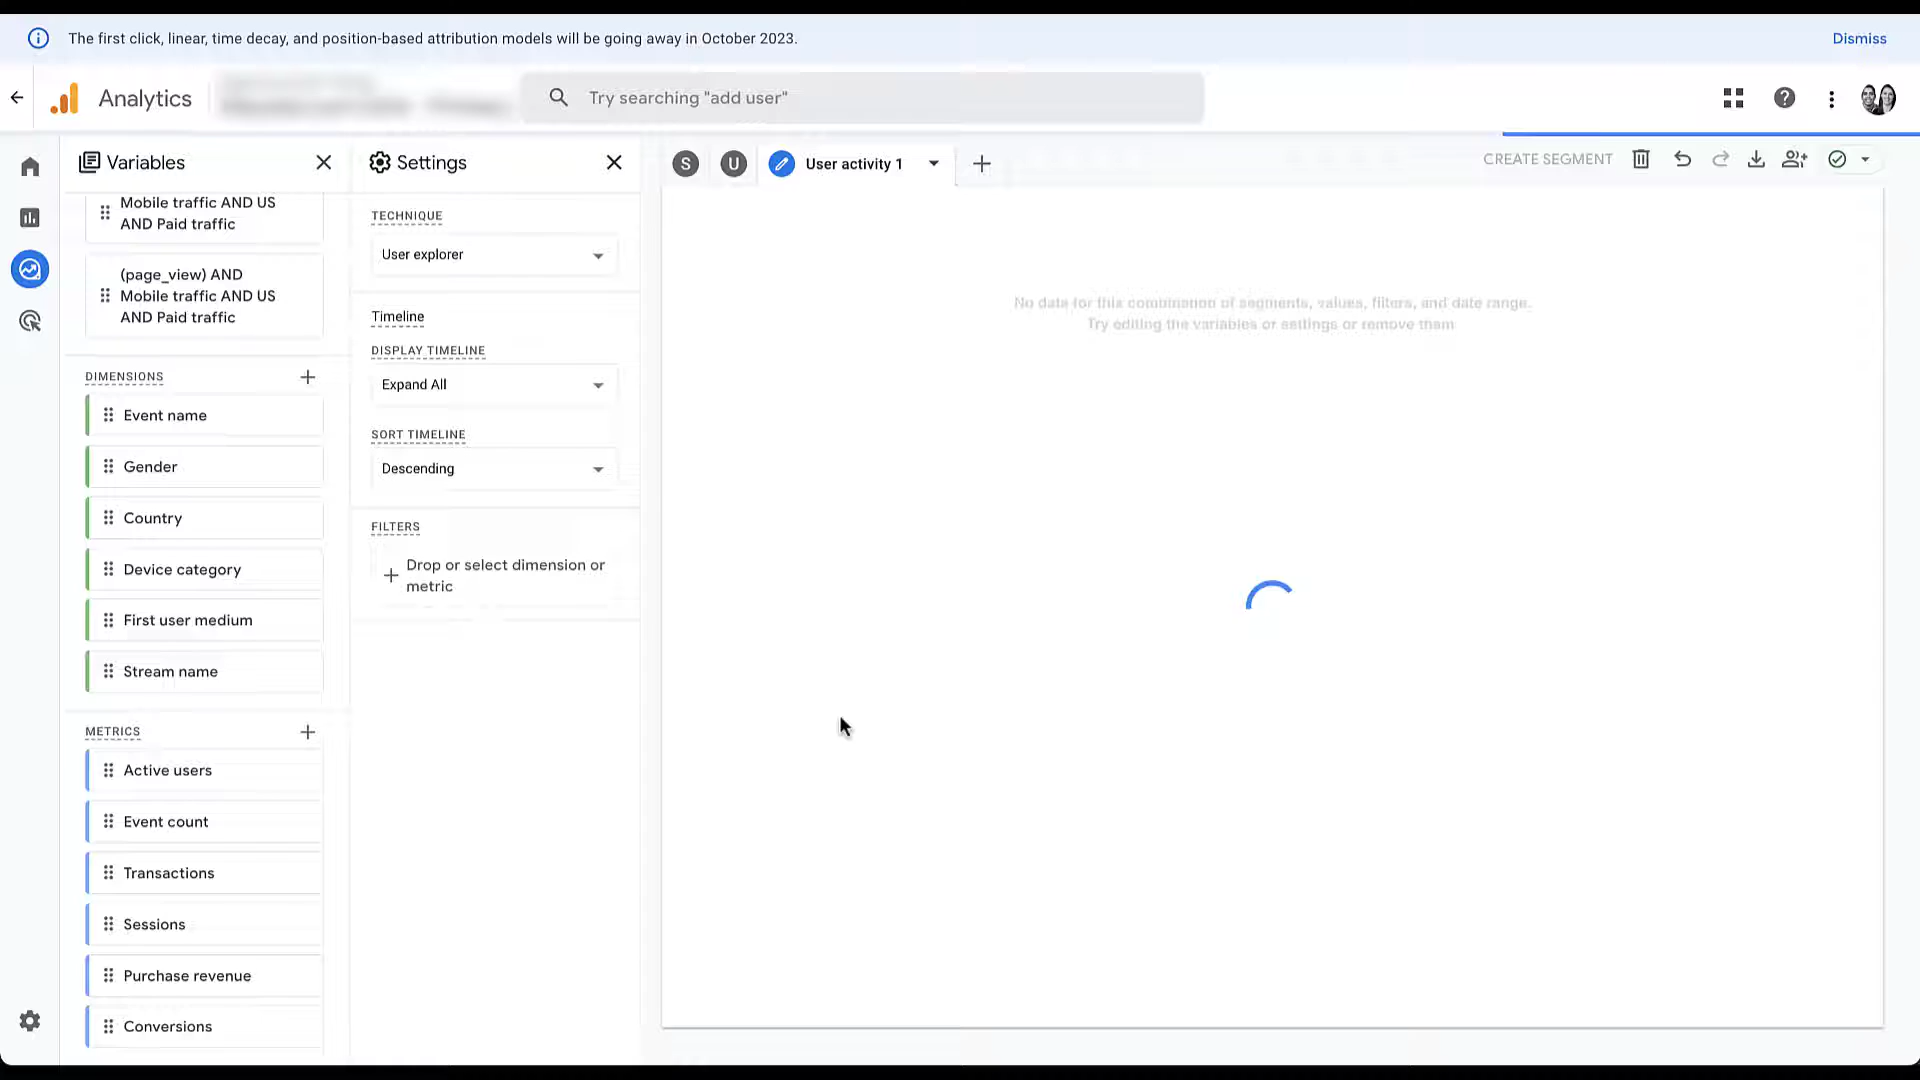 The first click, linear, time decay, and position-based attribution models will be going away in October 2023.
Dismiss
Analytics
Try searching "add user"
Variables
Settings
S
U
User activity 1
CREATE SEGMENT
Mobile traffic AND US
AND Paid traffic
(page_view) AND
Mobile traffic AND US
AND Paid traffic
DIMENSIONS
Event name
Gender
Country
Device category
First user medium
Stream name
METRICS
Active users
Event count
Transactions
Sessions
Purchase revenue
Conversions
TECHNIQUE
User explorer
Timeline
DISPLAY TIMELINE
Expand All
SORT TIMELINE
Descending
FILTERS
Drop or select dimension or
metric
No data for this combination of segments, values, filters, and date range.
Try editing the variables or settings or remove them